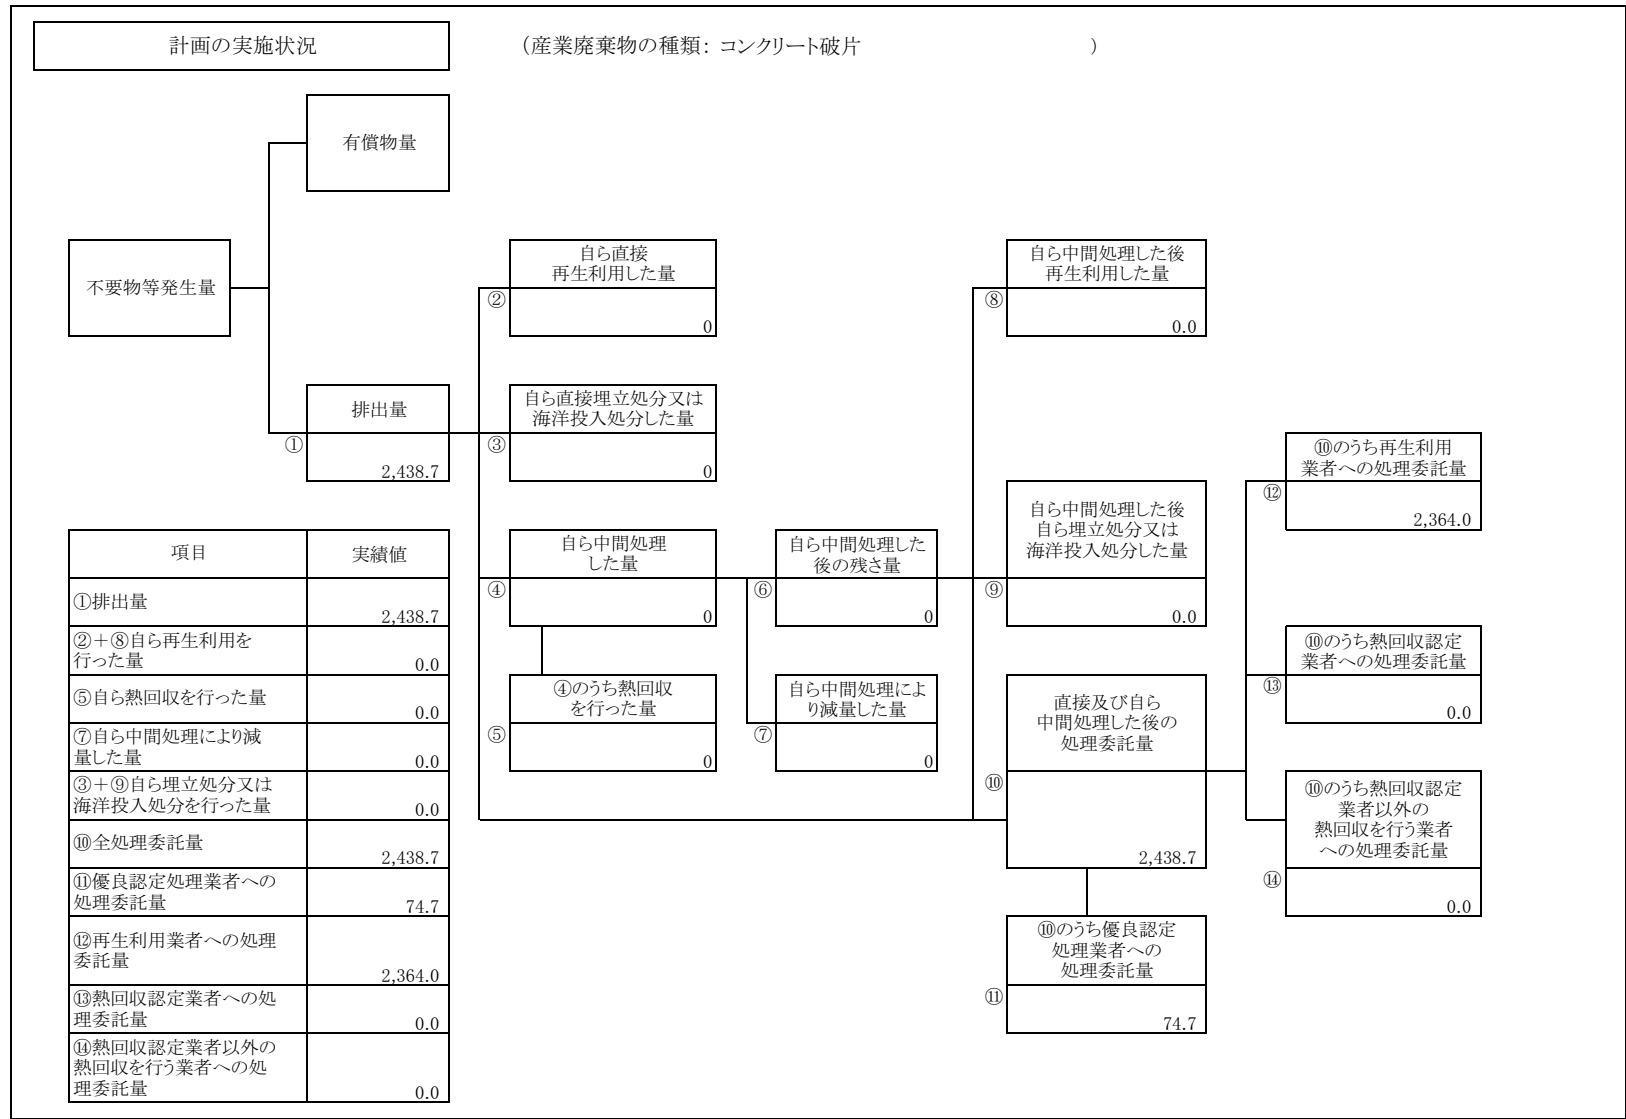 計画の実施状況
（産業廃棄物の種類： コンクリート破片 ）
有償物量
不要物等発生量
自ら直接
再生利用した量
②
0
自ら中間処理した後
再生利用した量
⑧
0.0
排出量
①
2,438.7
自ら直接埋立処分又は
海洋投入処分した量
③
0
⑩のうち再生利用
業者への処理委託量
⑫
2,364.0
自ら中間処理
した量
④
0
自ら中間処理した
後の残さ量
⑥
0
自ら中間処理した後
自ら埋立処分又は
海洋投入処分した量
⑨
0.0
⑩のうち熱回収認定
業者への処理委託量
⑬
0.0
④のうち熱回収
を行った量
⑤
0
自ら中間処理によ
り減量した量
⑦
0
直接及び自ら
中間処理した後の
処理委託量
⑩
2,438.7
⑩のうち熱回収認定
業者以外の
熱回収を行う業者
への処理委託量
⑭
0.0
⑩のうち優良認定
処理業者への
処理委託量
⑪
74.7
項目 実績値
①排出量
2,438.7
②＋⑧自ら再生利用を
行った量
0.0
⑤自ら熱回収を行った量
0.0
⑦自ら中間処理により減
量した量
0.0
③＋⑨自ら埋立処分又は
海洋投入処分を行った量
0.0
⑩全処理委託量
2,438.7
⑪優良認定処理業者への
処理委託量
74.7
⑫再生利用業者への処理
委託量
2,364.0
⑬熱回収認定業者への処
理委託量
0.0
⑭熱回収認定業者以外の
熱回収を行う業者への処
理委託量
0.0